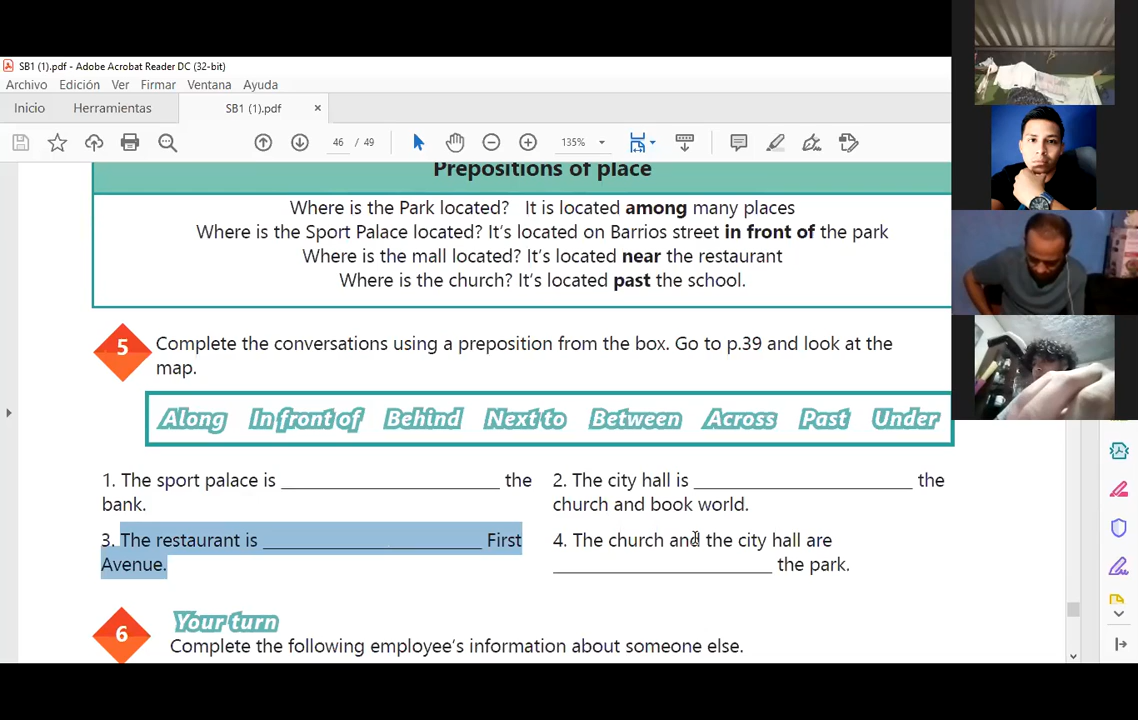 SB1 (1).pdf - Adobe Acrobat Reader DC (32-bit)
Archivo Edición Ver Firmar Ventana Ayuda
Inicio Herramientas SB1 (1).pdf ×
46 / 49 135%
Prepositions of place
Where is the Park located? It is located among many places
Where is the Sport Palace located? It's located on Barrios street in front of the park
Where is the mall located? It's located near the restaurant
Where is the church? It's located past the school.
5 Complete the conversations using a preposition from the box. Go to p.39 and look at the
map.
Along In front of Behind Next to Between Across Past Under
1. The sport palace is ______________________ the
bank.
2. The city hall is ______________________ the
church and book world.
3. The restaurant is ______________________ First
Avenue.
4. The church and the city hall are
______________________ the park.
6 Your turn
Complete the following employee's information about someone else.